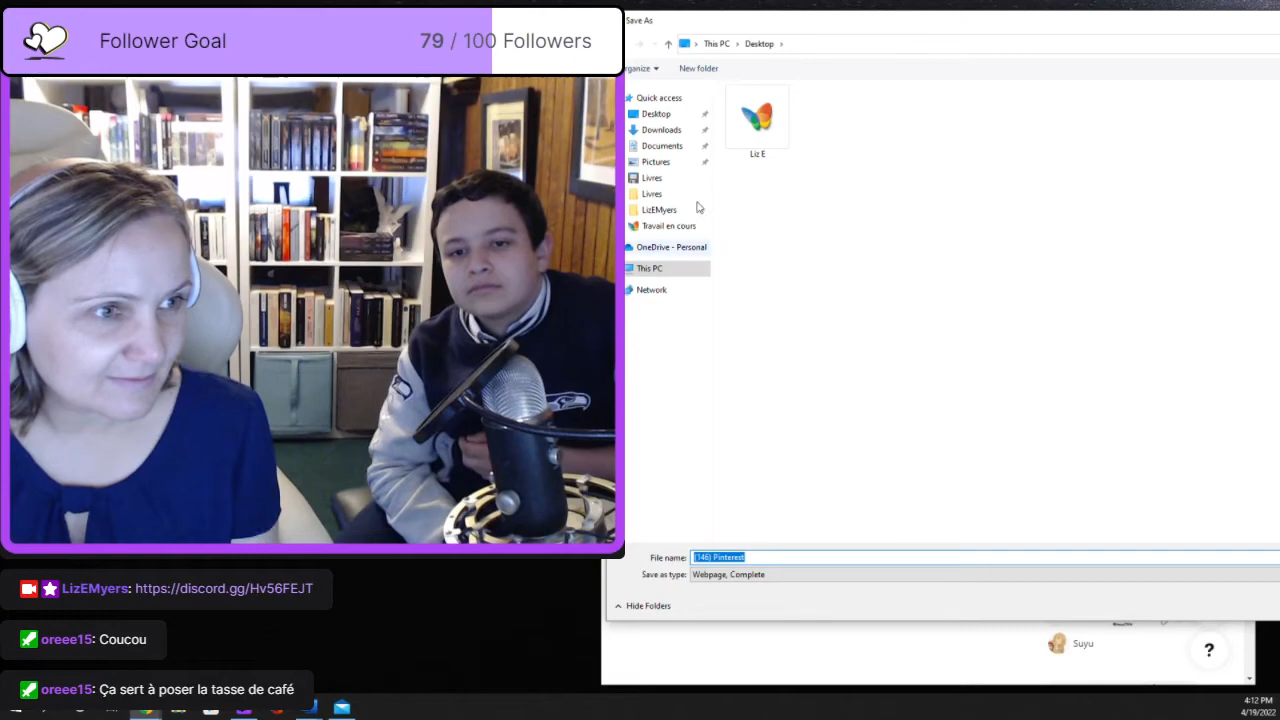 Follower Goal
79 / 100 Followers
Save As
This PC
Desktop
New folder
Quick access
Desktop
Downloads
Documents
Pictures
Livres
Livres
LizEMyers
Travail en cours
OneDrive - Personal
This PC
Network
Liz E
File name:
(146) Pinterest
Save as type:
Webpage, Complete
Hide Folders
Suyu
?
LizEMyers: https://discord.gg/Hv56FEJT
oreee15: Coucou
oreee15: Ça sert à poser la tasse de café
4:12 PM
4/19/2022